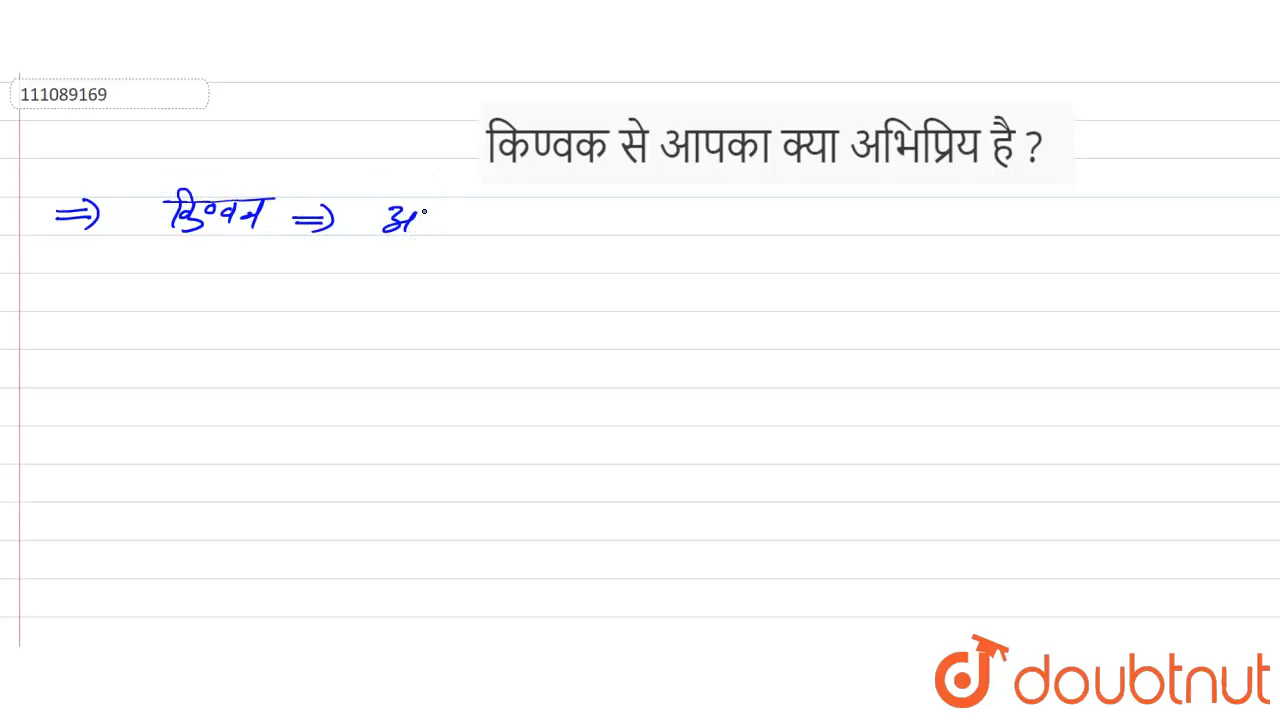 111089169
किण्वक से आपका क्या अभिप्रिय है ?
⇒ किण्वन ⇒ अ
doubtnut